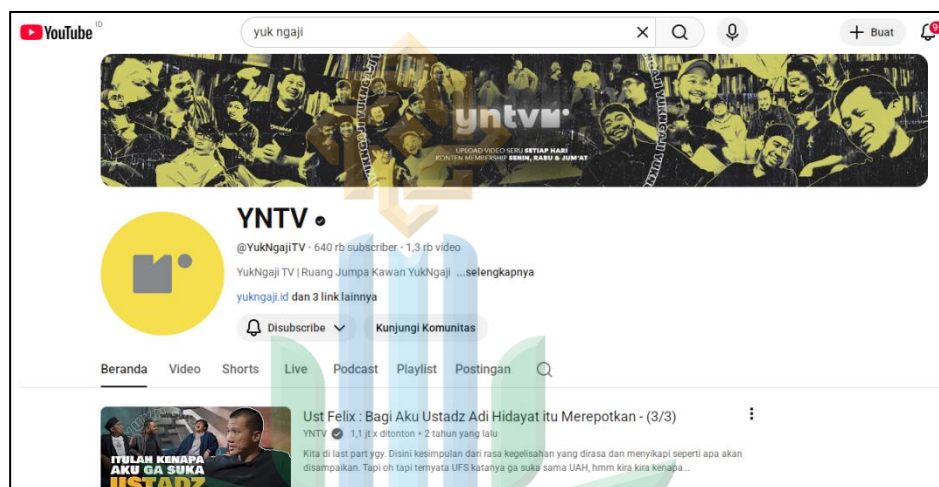 YouTube ID
yuk ngaji
Buat
9
YUKNGAJI
yntv
UPLOAD VIDEO SERU SETIAP HARI
KONTEN MEMBERSHIP SENIN, RABU & JUM'AT
YNTV
@YukNgajiTV · 640 rb subscriber · 1,3 rb video
YukNgaji TV | Ruang Jumpa Kawan YukNgaji ...selengkapnya
yukngaji.id dan 3 link lainnya
Disubscribe
Kunjungi Komunitas
Beranda Video Shorts Live Podcast Playlist Postingan
Ust Felix : Bagi Aku Ustadz Adi Hidayat itu Merepotkan - (3/3)
YNTV 1,1 jt x ditonton • 2 tahun yang lalu
Kita di last part ygy. Disini kesimpulan dari rasa kegelisahan yang dirasa dan menyikapi seperti apa akan
disampaikan. Tapi oh tapi ternyata UFS katanya ga suka sama UAH, hmm kira kira kenapa...
ITULAH KENAPA
AKU GA SUKA
USTADZ